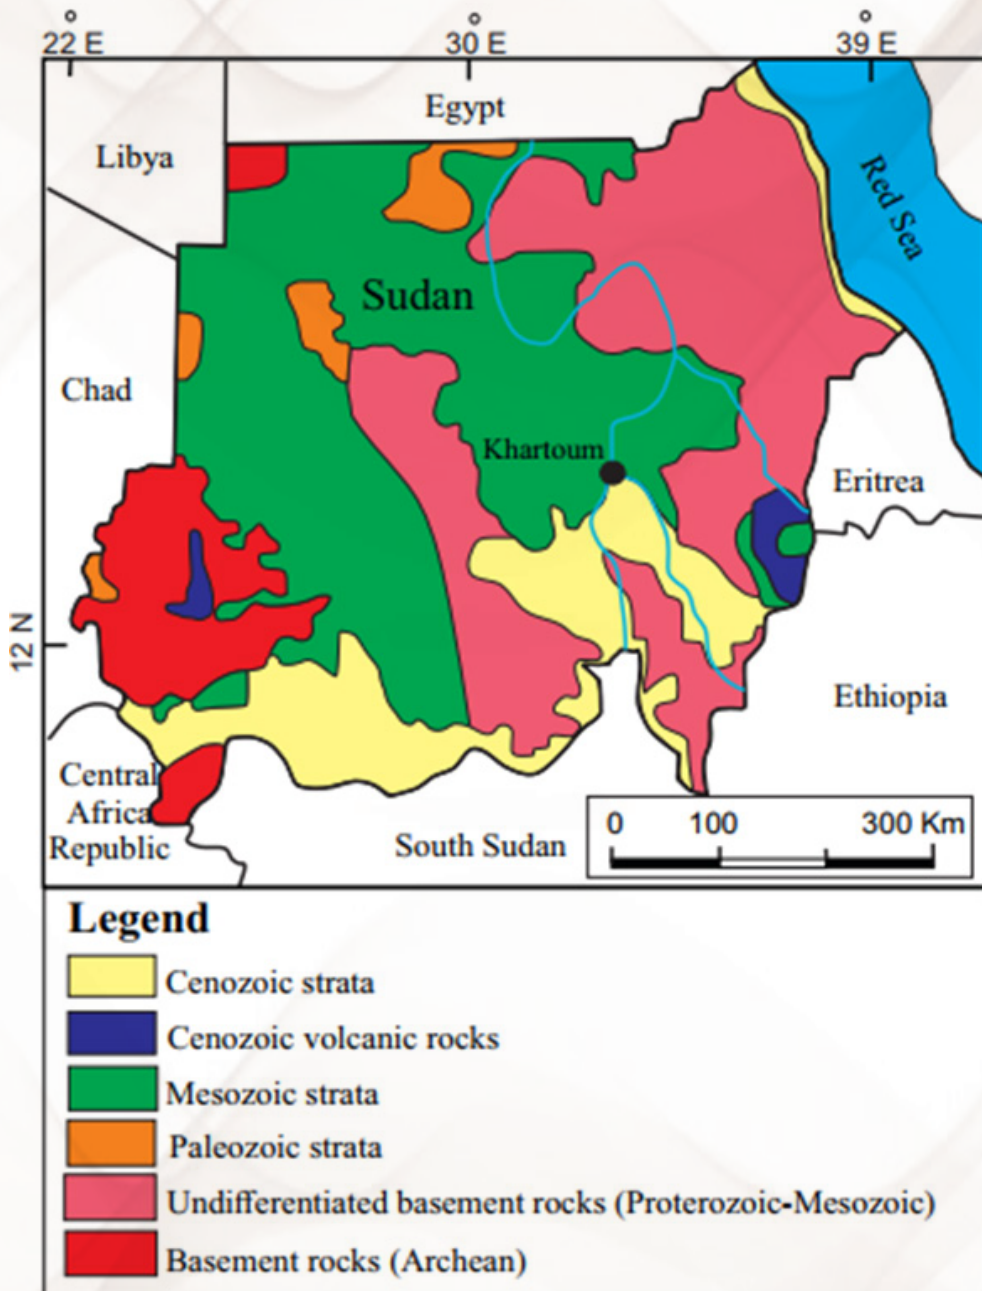 22 E
30 E
39 E
Egypt
Libya
Red Sea
Sudan
Chad
Khartoum
Eritrea
12 N
Ethiopia
Central
Africa
Republic
South Sudan
0 100 300 Km
Legend
Cenozoic strata
Cenozoic volcanic rocks
Mesozoic strata
Paleozoic strata
Undifferentiated basement rocks (Proterozoic-Mesozoic)
Basement rocks (Archean)